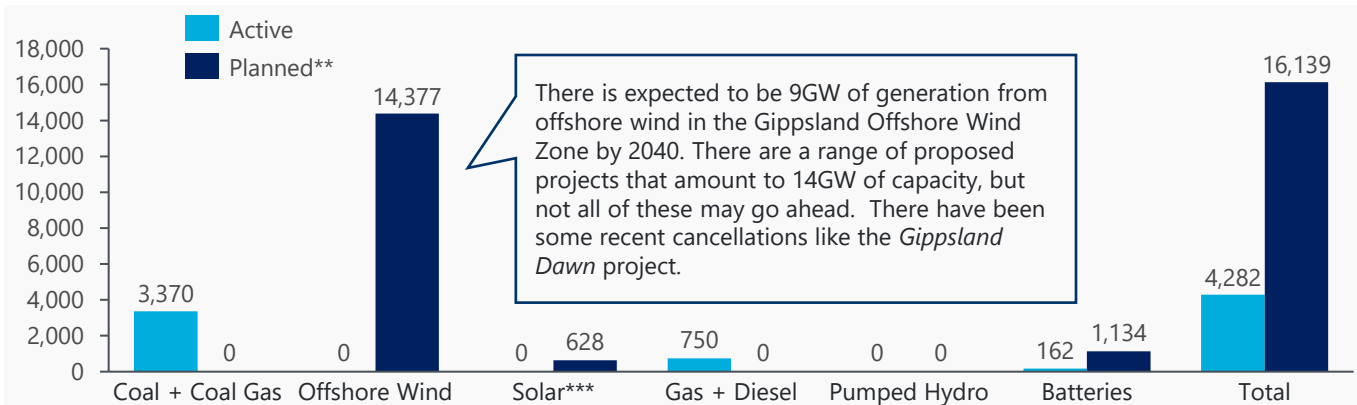 Active
Planned**
18,000
16,000
14,000
12,000
10,000
8,000
6,000
4,000
2,000
0
3,370
0
0
14,377
0
628
750
0
0
0
162
1,134
4,282
16,139
There is expected to be 9GW of generation from
offshore wind in the Gippsland Offshore Wind
Zone by 2040. There are a range of proposed
projects that amount to 14GW of capacity, but
not all of these may go ahead.  There have been
some recent cancellations like the Gippsland
Dawn project.
Coal + Coal Gas
Offshore Wind
Solar***
Gas + Diesel
Pumped Hydro
Batteries
Total